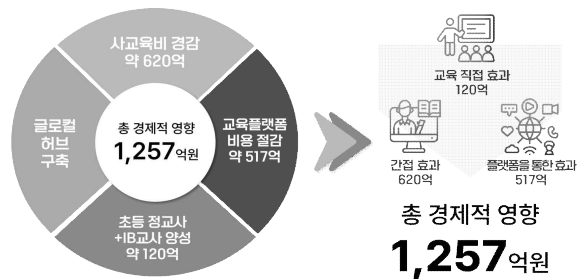 사교육비 경감
약 620억
글로컬
허브
구축
총 경제적 영향
1,257억원
교육플랫폼
비용 절감
약 517억
초등 정교사
+IB교사 양성
약 120억
교육 직접 효과
120억
간접 효과
620억
플랫폼을 통한 효과
517억
총 경제적 영향
1,257억원